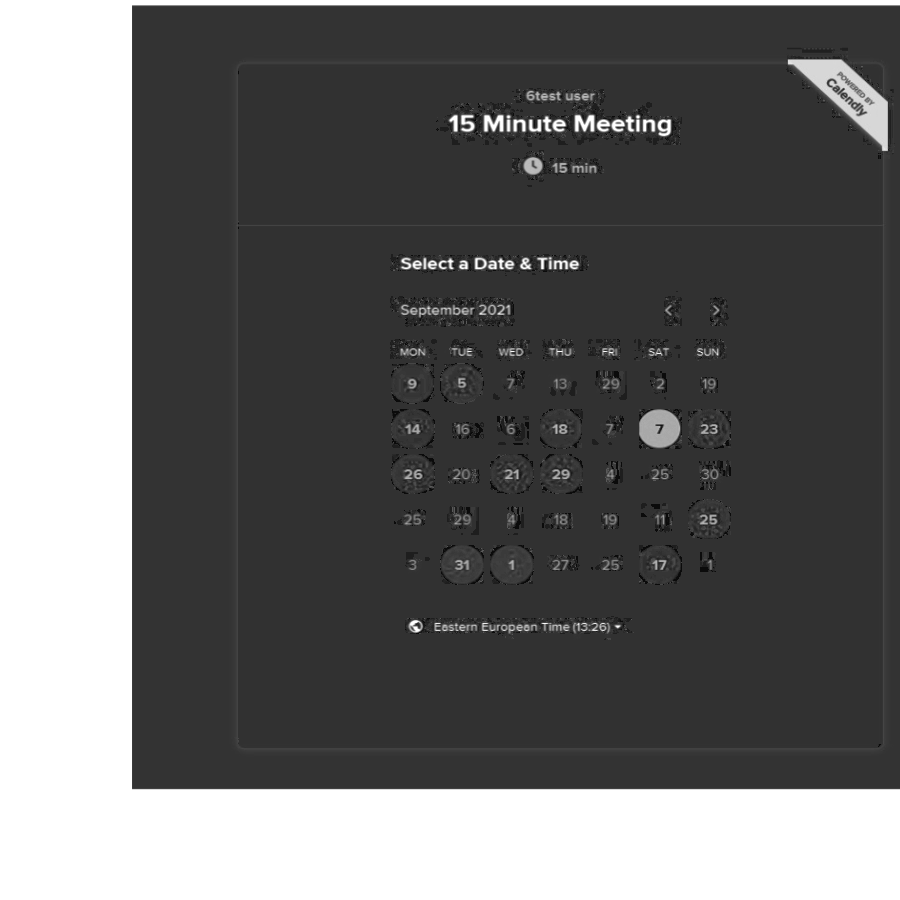 POWERED BY
Calendly
6test user
15 Minute Meeting
15 min
Select a Date & Time
September 2021
MON TUE WED THU FRI SAT SUN
9 5 7 13 29 2 19
14 16 6 18 7 7 23
26 20 21 29 4 25 30
25 29 4 18 19 11 25
3 31 1 27 25 17 1
Eastern European Time (13:26)